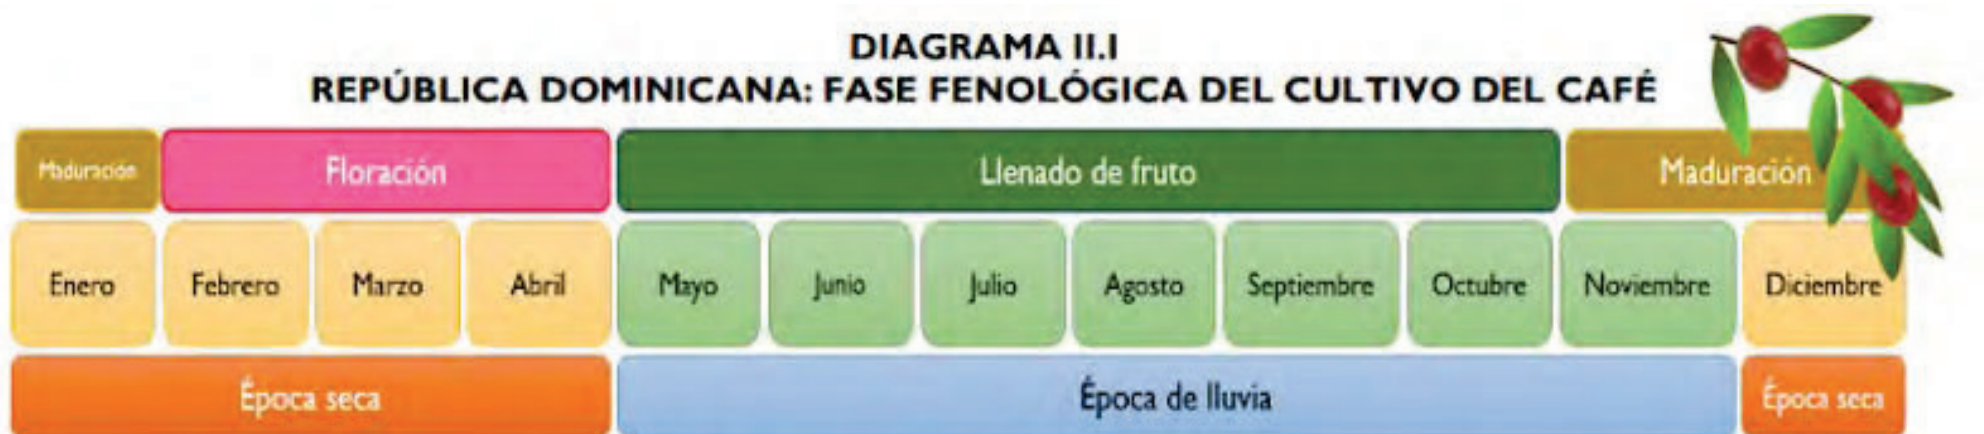 DIAGRAMA II.I
REPÚBLICA DOMINICANA: FASE FENOLÓGICA DEL CULTIVO DEL CAFÉ
Maduración Floración Llenado de fruto Maduración
Enero Febrero Marzo Abril Mayo Junio Julio Agosto Septiembre Octubre Noviembre Diciembre
Época seca Época de lluvia Época seca